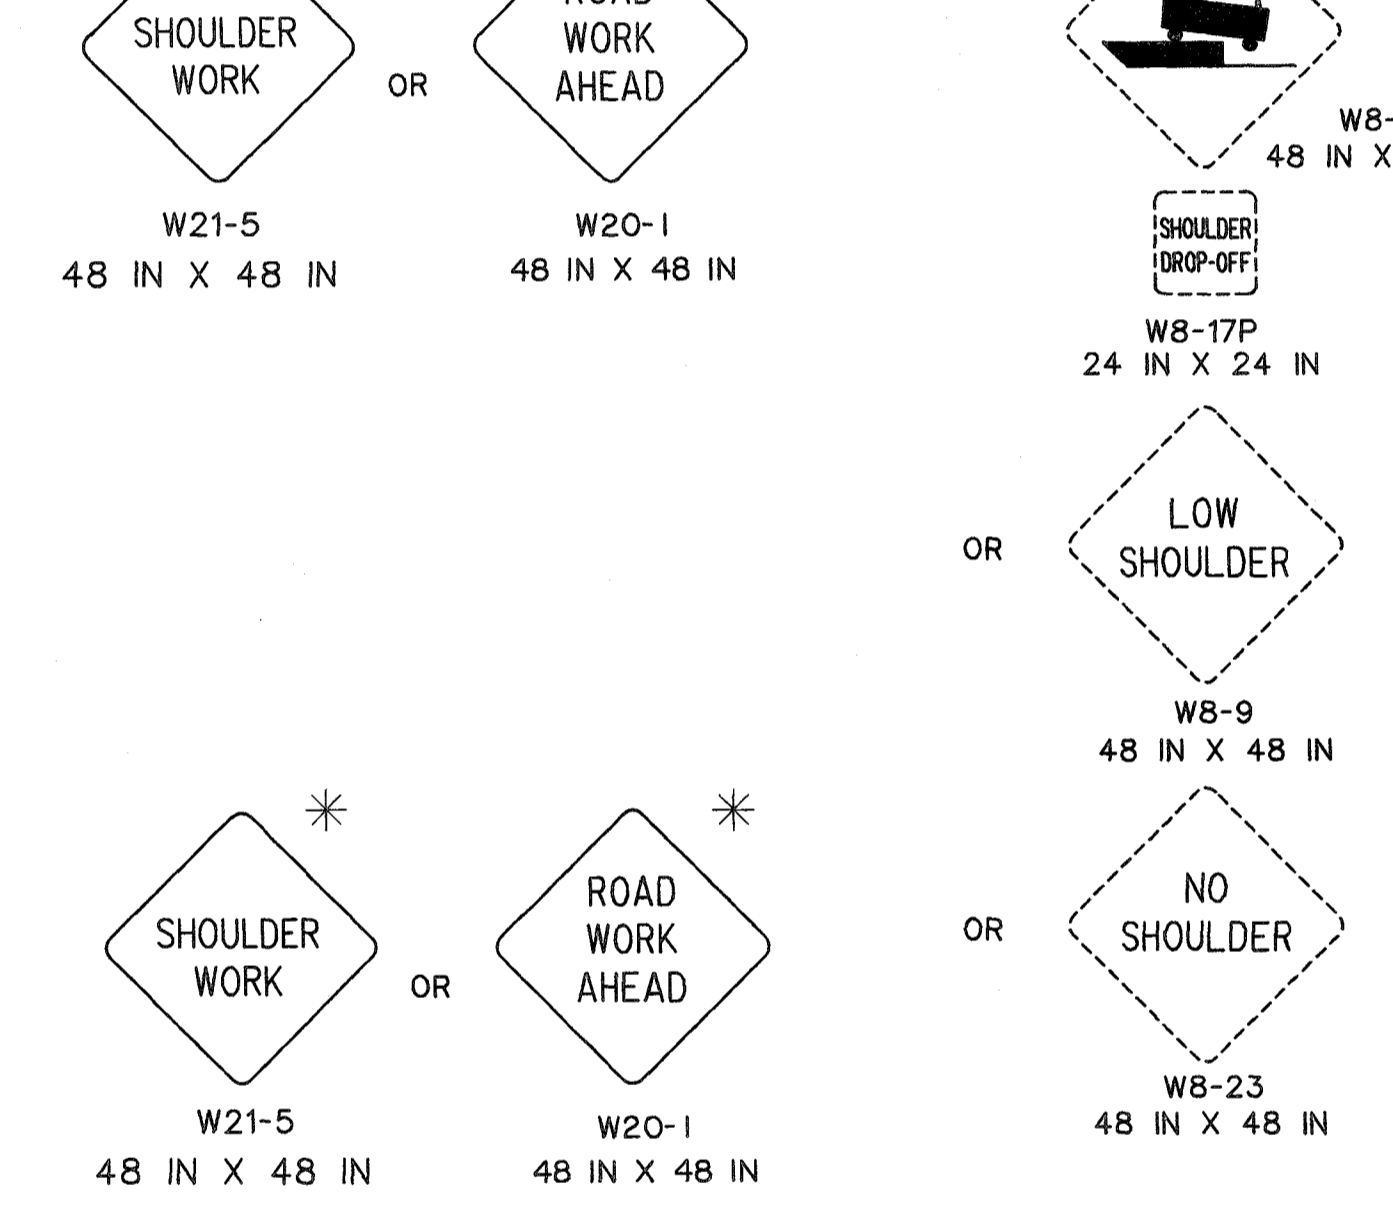 SHOULDER
WORK
OR
ROAD
WORK
AHEAD
W21-5
48 IN X 48 IN
W20-1
48 IN X 48 IN
W8-
48 IN X
SHOULDER
DROP-OFF
W8-17P
24 IN X 24 IN
OR
LOW
SHOULDER
W8-9
48 IN X 48 IN
SHOULDER
WORK
OR
ROAD
WORK
AHEAD
W21-5
48 IN X 48 IN
W20-1
48 IN X 48 IN
OR
NO
SHOULDER
W8-23
48 IN X 48 IN